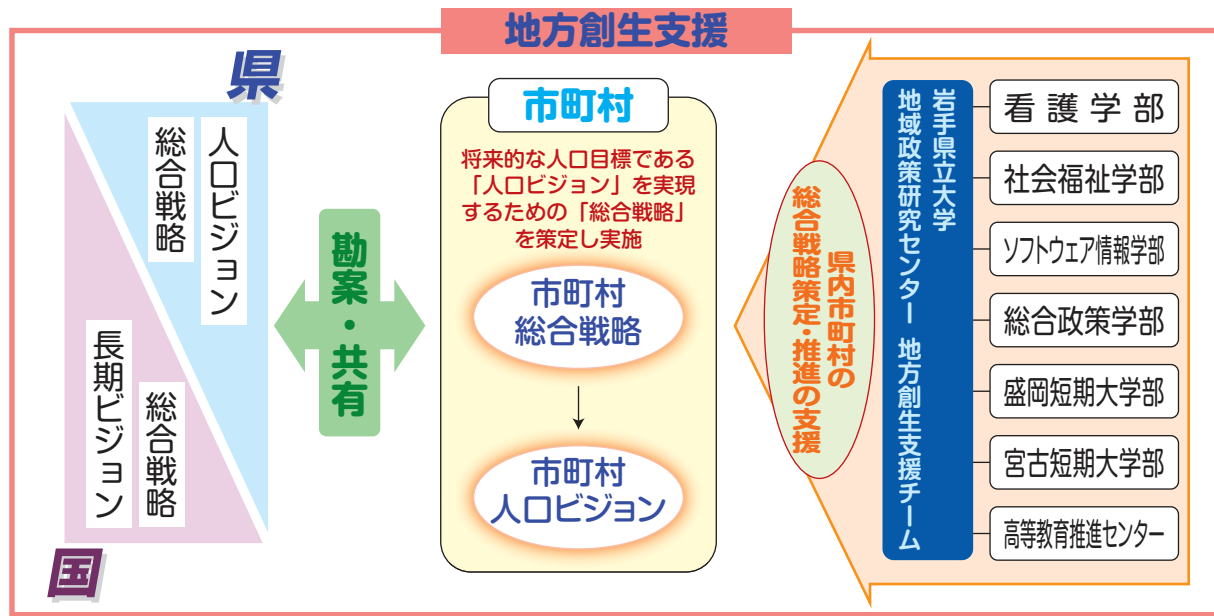 地方創生支援
県
人口ビジョン
総合戦略
長期ビジョン
総合戦略
国
勘案・共有
市町村
将来的な人口目標である
「人口ビジョン」を実現
するための「総合戦略」
を策定し実施
市町村
総合戦略
市町村
人口ビジョン
県内市町村の
総合戦略策定・推進の支援
岩手県立大学
地域政策研究センター 地方創生支援チーム
看護学部
社会福祉学部
ソフトウェア情報学部
総合政策学部
盛岡短期大学部
宮古短期大学部
高等教育推進センター